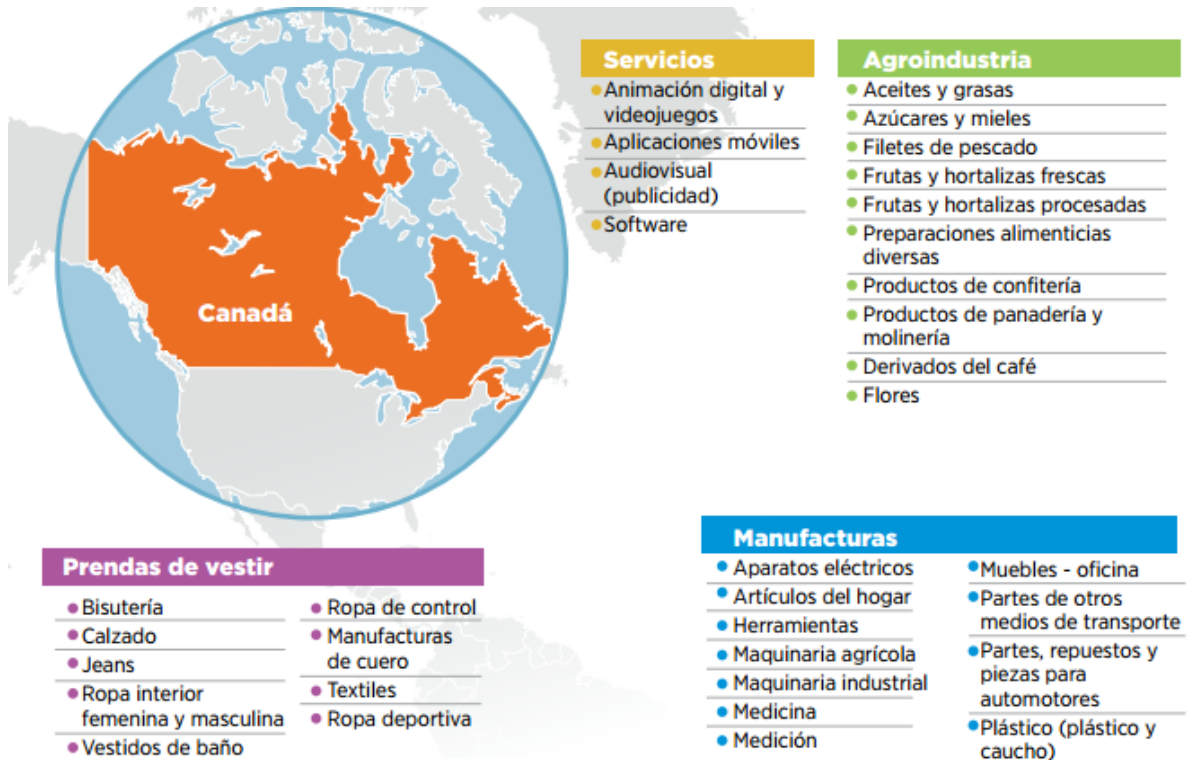 Canadá
Servicios
Animación digital y
videojuegos
Aplicaciones móviles
Audiovisual
(publicidad)
Software
Agroindustria
Aceites y grasas
Azúcares y mieles
Filetes de pescado
Frutas y hortalizas frescas
Frutas y hortalizas procesadas
Preparaciones alimenticias
diversas
Productos de confitería
Productos de panadería y
molinería
Derivados del café
Flores
Prendas de vestir
Bisutería
Calzado
Jeans
Ropa interior
femenina y masculina
Vestidos de baño
Ropa de control
Manufacturas
de cuero
Textiles
Ropa deportiva
Manufacturas
Aparatos eléctricos
Artículos del hogar
Herramientas
Maquinaria agrícola
Maquinaria industrial
Medicina
Medición
Muebles - oficina
Partes de otros
medios de transporte
Partes, repuestos y
piezas para
automotores
Plástico (plástico y
caucho)